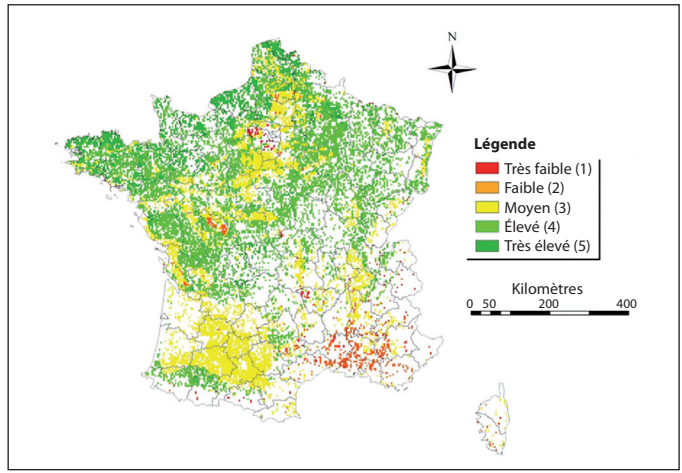 N
Légende
Très faible (1)
Faible (2)
Moyen (3)
Élevé (4)
Très élevé (5)
Kilomètres
0 50 200 400